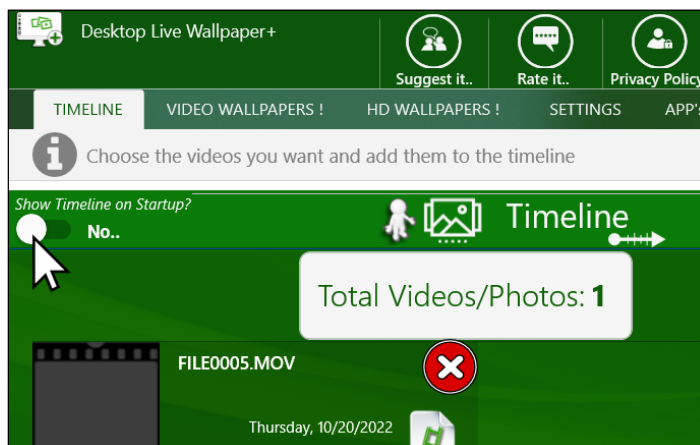 Desktop Live Wallpaper+
Suggest it..
Rate it..
Privacy Policy
TIMELINE
VIDEO WALLPAPERS !
HD WALLPAPERS !
SETTINGS
APP's
Choose the videos you want and add them to the timeline
Show Timeline on Startup?
No..
Timeline
Total Videos/Photos: 1
FILE0005.MOV
Thursday, 10/20/2022